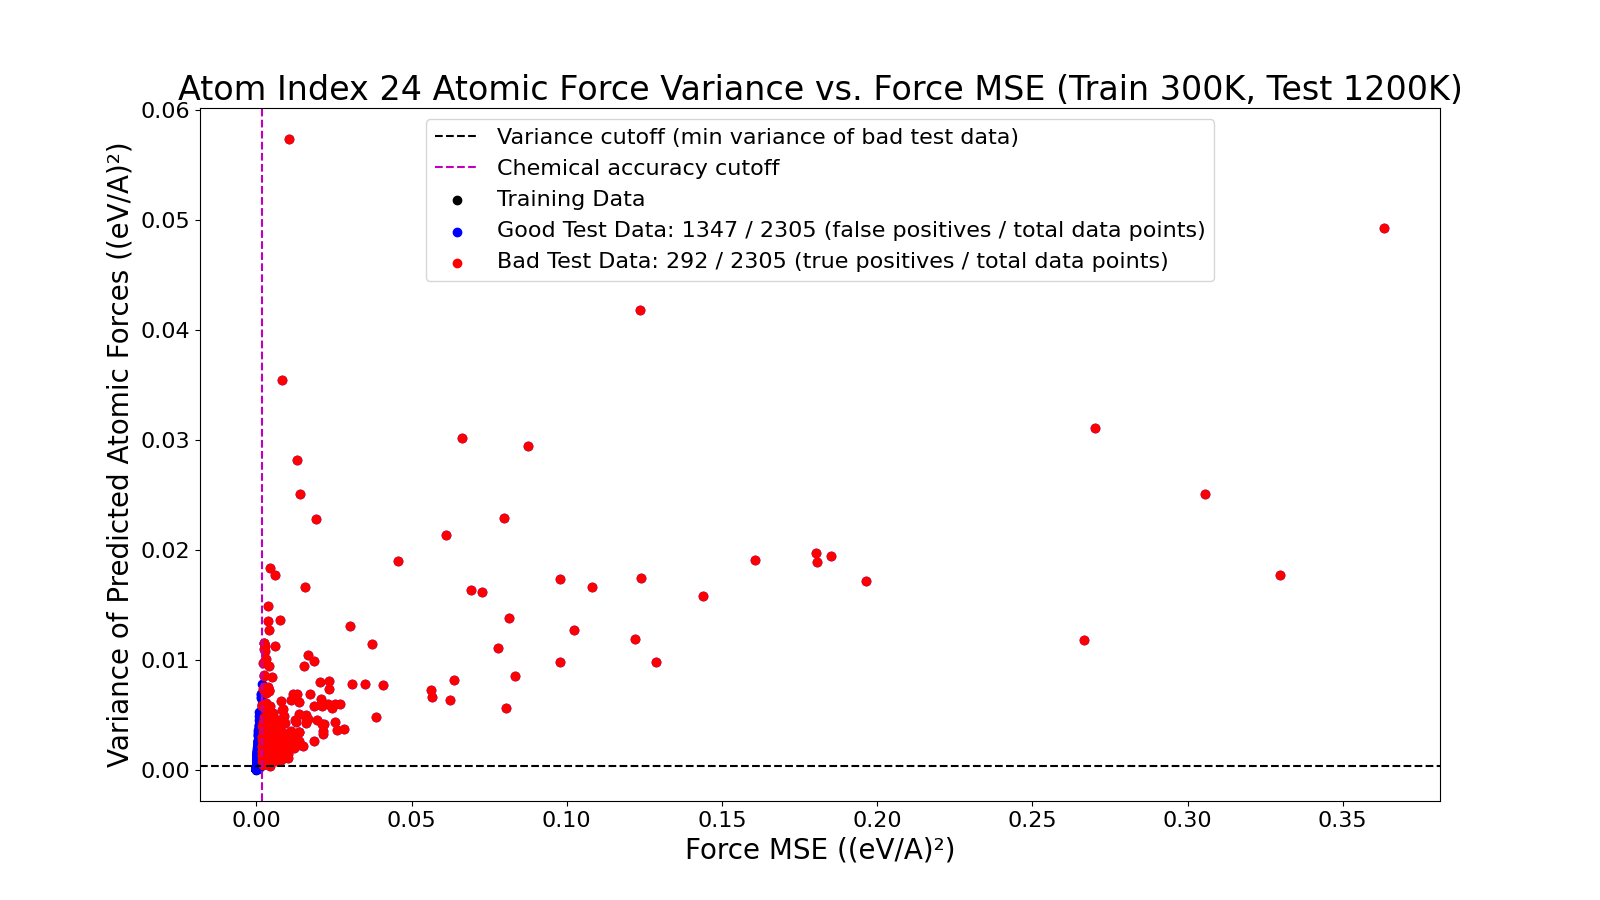 Atom Index 24 Atomic Force Variance vs. Force MSE (Train 300K, Test 1200K)
Variance of Predicted Atomic Forces ((eV/A)²)
0.06
0.05
0.04
0.03
0.02
0.01
0.00
Variance cutoff (min variance of bad test data)
Chemical accuracy cutoff
Training Data
Good Test Data: 1347 / 2305 (false positives / total data points)
Bad Test Data: 292 / 2305 (true positives / total data points)
0.00 0.05 0.10 0.15 0.20 0.25 0.30 0.35
Force MSE ((eV/A)²)